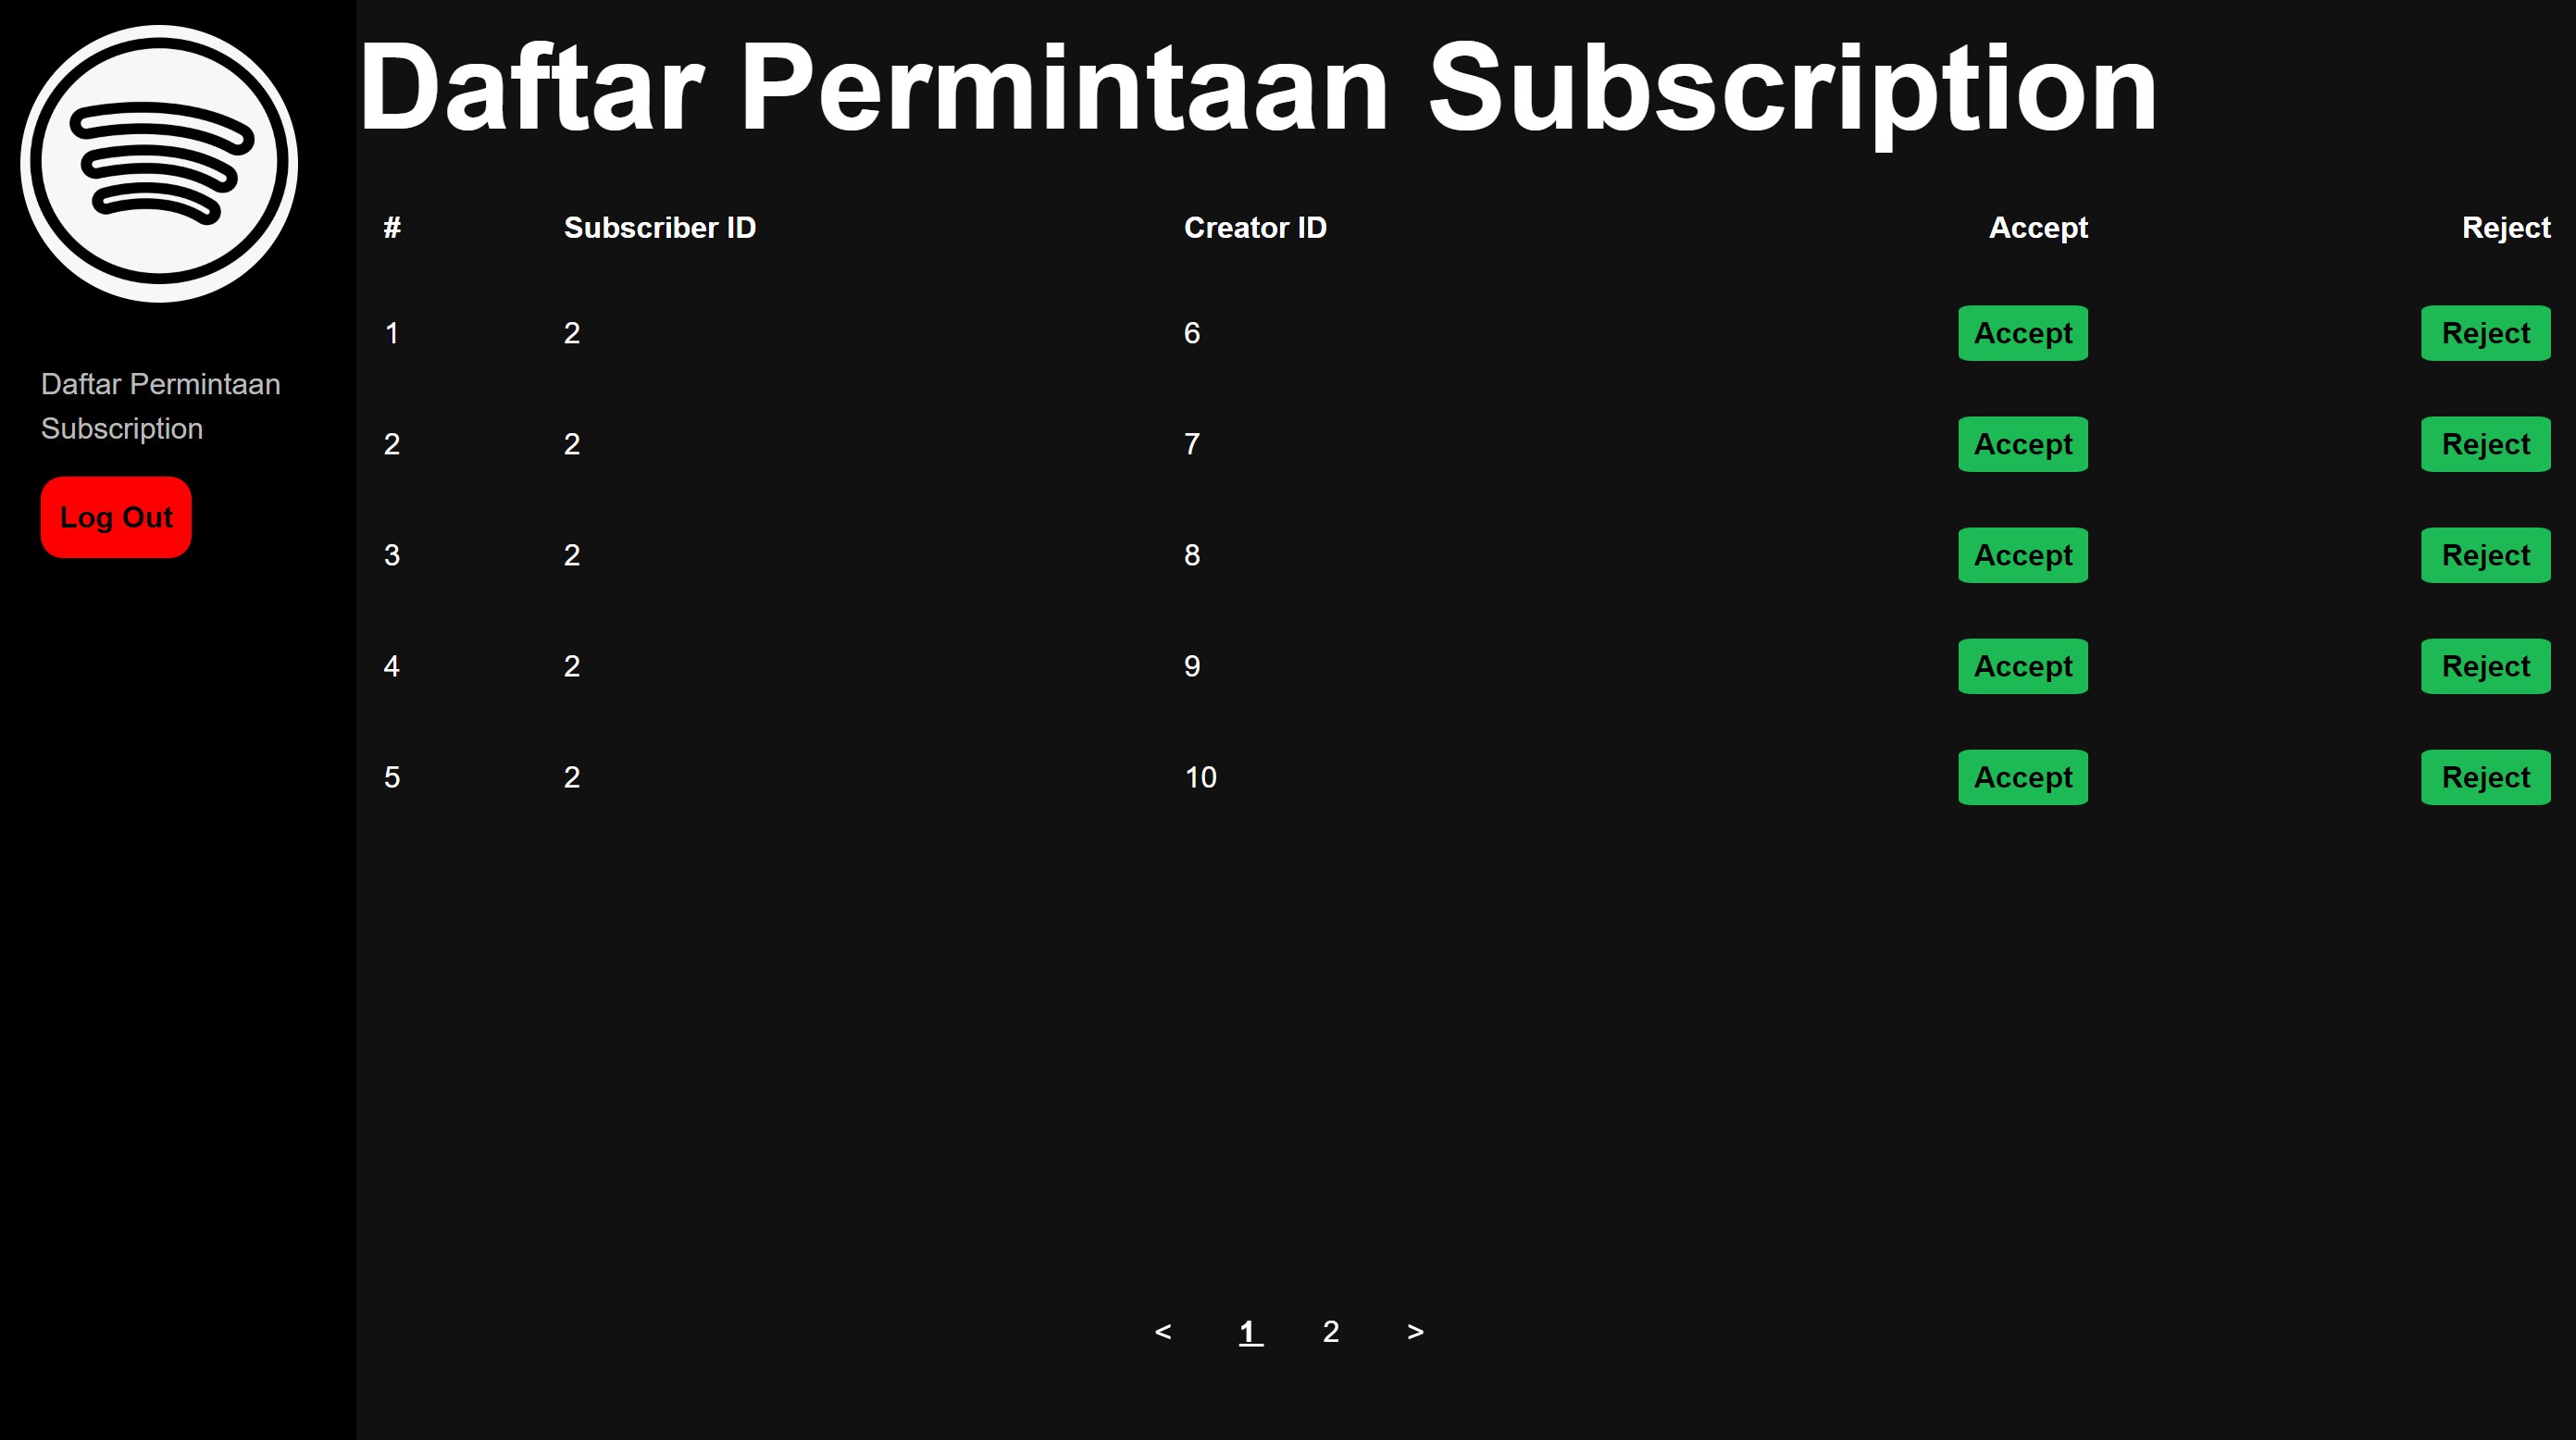 Daftar Permintaan Subscription
Daftar Permintaan
Subscription
Log Out
# Subscriber ID Creator ID Accept Reject
1 2 6 Accept Reject
2 2 7 Accept Reject
3 2 8 Accept Reject
4 2 9 Accept Reject
5 2 10 Accept Reject
< 1 2 >